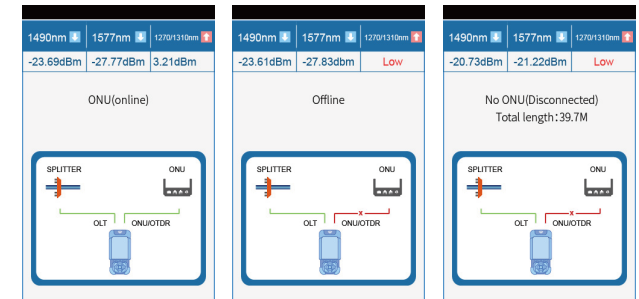 1490nm 1577nm 1270/1310nm
-23.69dBm -27.77dBm 3.21dBm
ONU(online)
SPLITTER ONU
OLT ONU/OTDR
1490nm 1577nm 1270/1310nm
-23.61dBm -27.83dbm Low
Offline
SPLITTER ONU
x
OLT ONU/OTDR
1490nm 1577nm 1270/1310nm
-20.73dBm -21.22dBm Low
No ONU(Disconnected)
Total length:39.7M
SPLITTER ONU
x
OLT ONU/OTDR